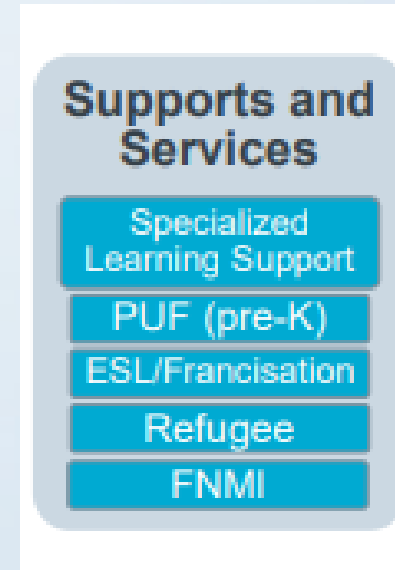 Supports and
Services
Specialized
Learning Support
PUF (pre-K)
ESL/Francisation
Refugee
FNMI